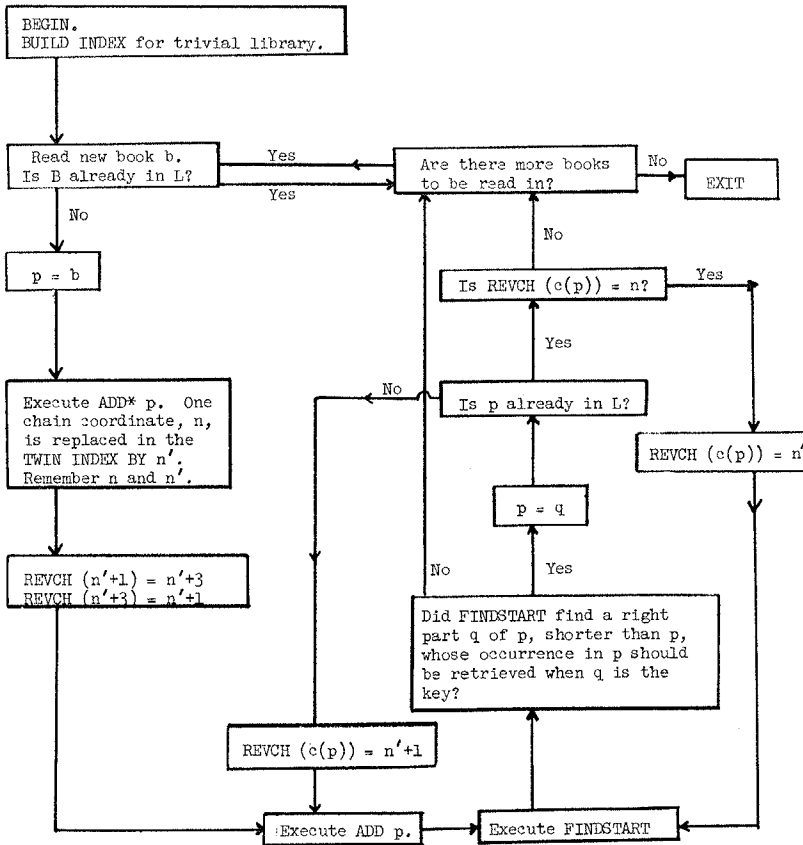 BEGIN.
BUILD INDEX for trivial library.
Read new book b.
Is B already in L?
Yes
Yes
Are there more books
to be read in?
No
EXIT
No
p = b
No
Is REVCH (c(p)) = n?
Yes
Yes
No
Is p already in L?
Execute ADD* p. One
chain coordinate, n,
is replaced in the
TWIN INDEX BY n′.
Remember n and n′.
REVCH (c(p)) = n′
p = q
No
Yes
REVCH (n′+1) = n′+3
REVCH (n′+3) = n′+1
Did FINDSTART find a right
part q of p, shorter than p,
whose occurrence in p should
be retrieved when q is the
key?
REVCH (c(p)) = n′+1
Execute ADD p.
Execute FINDSTART